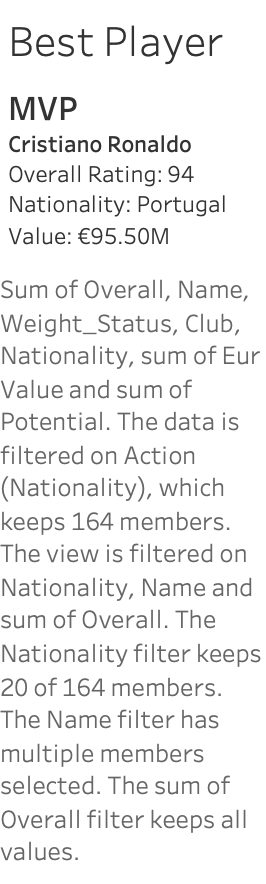 Best Player
MVP
Cristiano Ronaldo
Overall Rating: 94
Nationality: Portugal
Value: €95.50M
Sum of Overall, Name,
Weight_Status, Club,
Nationality, sum of Eur
Value and sum of
Potential. The data is
filtered on Action
(Nationality), which
keeps 164 members.
The view is filtered on
Nationality, Name and
sum of Overall. The
Nationality filter keeps
20 of 164 members.
The Name filter has
multiple members
selected. The sum of
Overall filter keeps all
values.